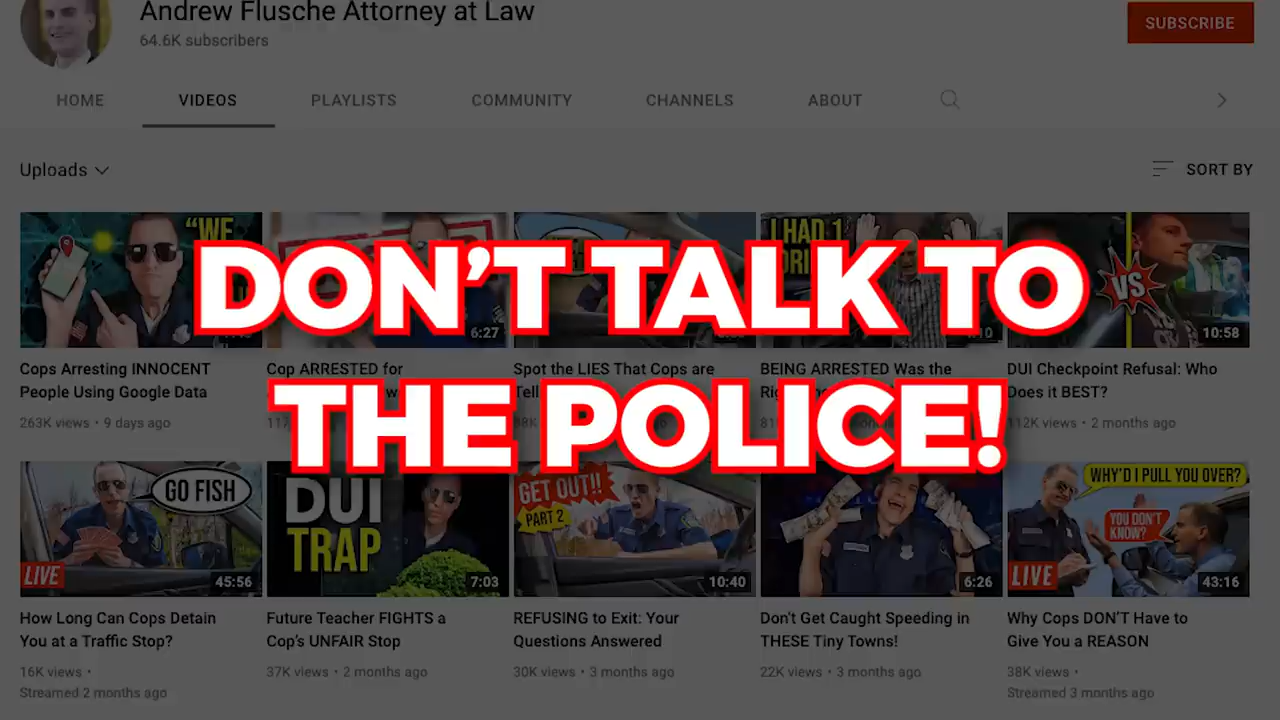 Andrew Flusche Attorney at Law
64.6K subscribers
SUBSCRIBE
HOME VIDEOS PLAYLISTS COMMUNITY CHANNELS ABOUT
Uploads
SORT BY
"WE
I HAD 1
VS
6:27
10:58
DON'T TALK TO
THE POLICE!
Cops Arresting INNOCENT
People Using Google Data
263K views • 9 days ago
Cop ARRESTED for
Spot the LIES That Cops are
BEING ARRESTED Was the
DUI Checkpoint Refusal: Who
Does it BEST?
112K views • 2 months ago
GO FISH
LIVE
45:56
DUI
TRAP
7:03
GET OUT!!
PART 2
10:40
6:26
WHY'D I PULL YOU OVER?
YOU DON'T
KNOW?
LIVE
43:16
How Long Can Cops Detain
You at a Traffic Stop?
16K views •
Streamed 2 months ago
Future Teacher FIGHTS a
Cop's UNFAIR Stop
37K views • 2 months ago
REFUSING to Exit: Your
Questions Answered
30K views • 3 months ago
Don't Get Caught Speeding in
THESE Tiny Towns!
22K views • 3 months ago
Why Cops DON'T Have to
Give You a REASON
38K views •
Streamed 3 months ago